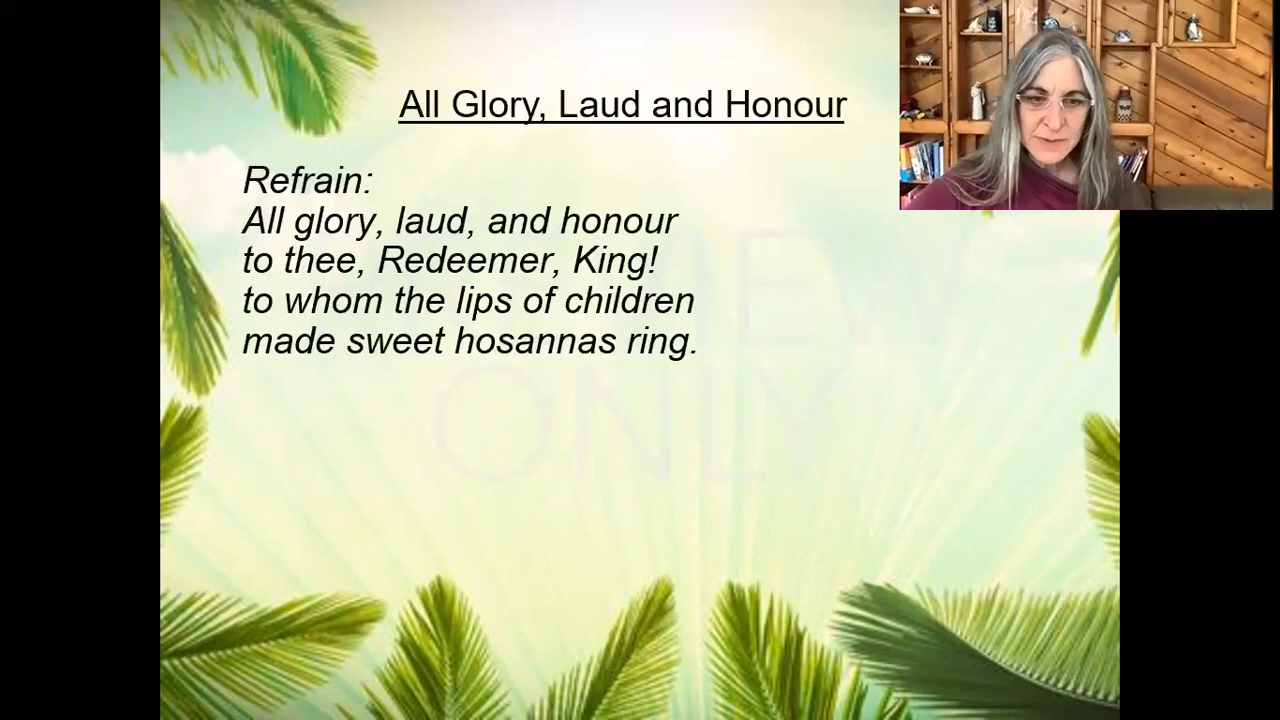 All Glory, Laud and Honour
Refrain:
All glory, laud, and honour
to thee, Redeemer, King!
to whom the lips of children
made sweet hosannas ring.
ONLY